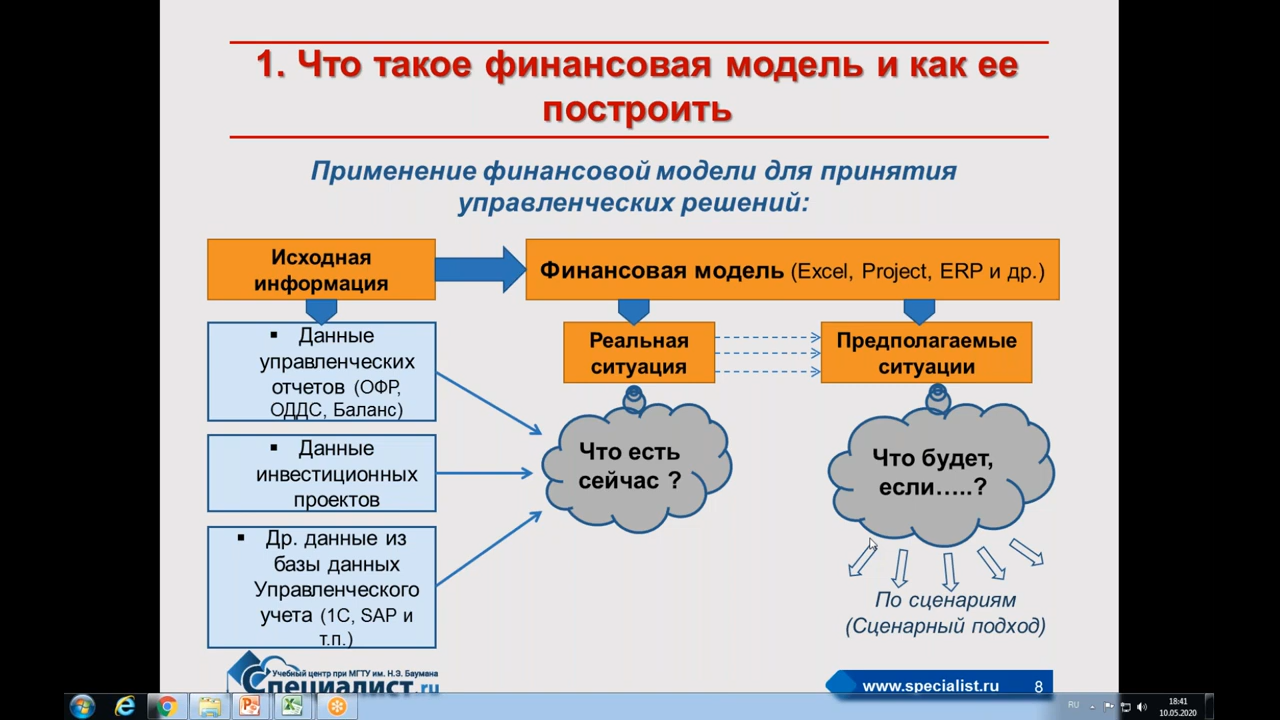 1. Что такое финансовая модель и как ее
построить
Применение финансовой модели для принятия
управленческих решений:
Исходная
информация
Финансовая модель (Excel, Project, ERP и др.)
▪ Данные
управленческих
отчетов (ОФР,
ОДДС, Баланс)
Реальная
ситуация
Предполагаемые
ситуации
▪ Данные
инвестиционных
проектов
Что есть
сейчас ?
Что будет,
если…..?
▪ Др. данные из
базы данных
Управленческого
учета (1С, SAP и
т.п.)
По сценариям
(Сценарный подход)
Учебный центр при МГТУ им. Н.Э. Баумана
Специалист.ru
www.specialist.ru 8
RU
18:41
10.05.2020